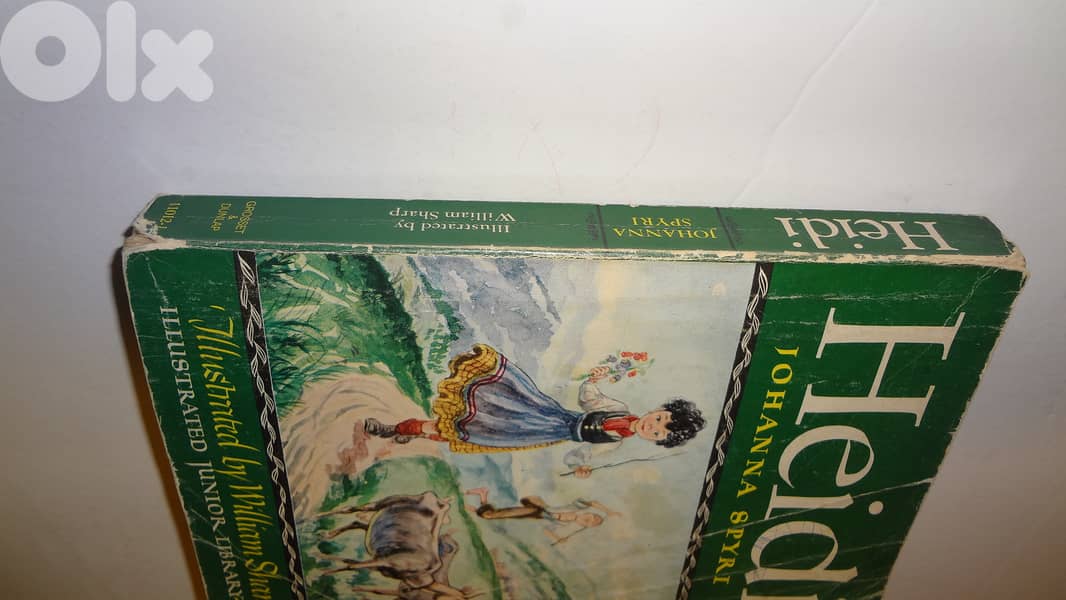 olx
Heidi
JOHANNA
SPYRI
Illustrated by
William Sharp
GROSSET
&
DUNLAP
Heidi
JOHANNA SPYRI
Illustrated by William Shar
ILLUSTRATED JUNIOR LIBRARY